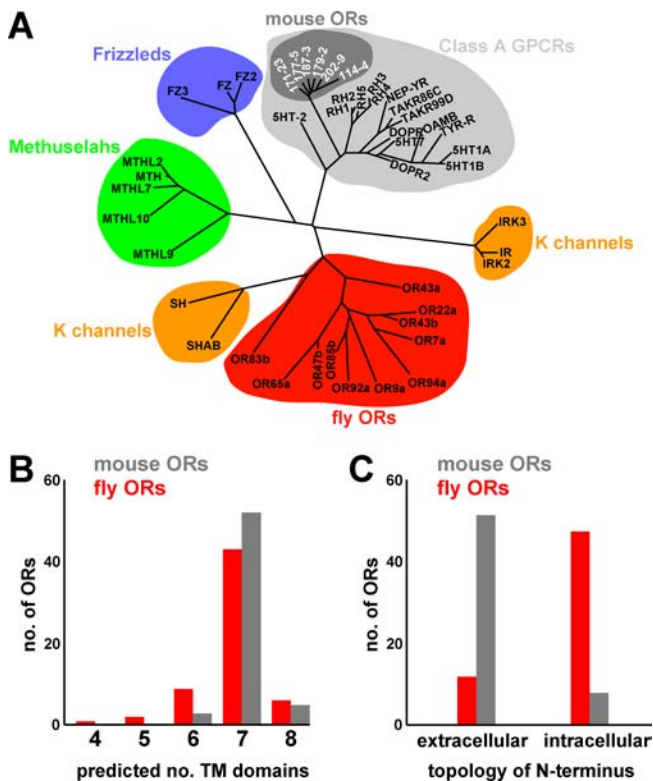 A
mouse ORs
Class A GPCRs
171-23
177-5
187-3
179-2
202-9
114-4
Frizzleds
FZ3
FZ
FZ2
5HT-2
RH2
RH1
RH5
RH3
RH4
NEP-YR
TAKR86C
TAKR99D
DOPR
OAMB
5HT7
TYR-R
DOPR2
5HT1A
5HT1B
Methuselahs
MTHL2
MTH
MTHL7
MTHL10
MTHL9
IRK3
IR
IRK2
K channels
SH
SHAB
K channels
OR43a
OR22a
OR43b
OR7a
OR83b
OR65a
OR47b
OR85b
OR92a
OR9a
OR94a
fly ORs
B
mouse ORs
fly ORs
60
40
20
0
no. of ORs
4 5 6 7 8
predicted no. TM domains
C
mouse ORs
fly ORs
60
40
20
0
no. of ORs
extracellular intracellular
topology of N-terminus